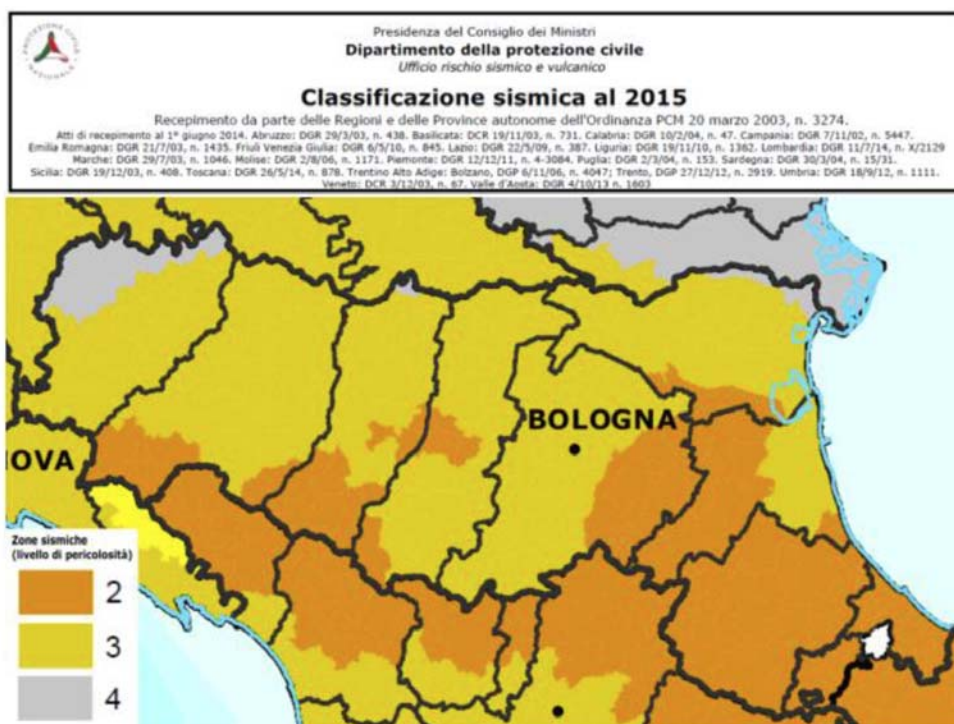 PROTEZIONE CIVILE
NAZIONALE
Presidenza del Consiglio dei Ministri
Dipartimento della protezione civile
Ufficio rischio sismico e vulcanico
Classificazione sismica al 2015
Recepimento da parte delle Regioni e delle Province autonome dell'Ordinanza PCM 20 marzo 2003, n. 3274.
Atti di recepimento al 1° giugno 2014. Abruzzo: DGR 29/3/03, n. 438. Basilicata: DCR 19/11/03, n. 731. Calabria: DGR 10/2/04, n. 47. Campania: DGR 7/11/02, n. 5447.
Emilia Romagna: DGR 21/7/03, n. 1435. Friuli Venezia Giulia: DGR 6/5/10, n. 845. Lazio: DGR 22/5/09, n. 387. Liguria: DGR 19/11/10, n. 1362. Lombardia: DGR 11/7/14, n. X/2129
Marche: DGR 29/7/03, n. 1046. Molise: DGR 2/8/06, n. 1171. Piemonte: DGR 12/12/11, n. 4-3084. Puglia: DGR 2/3/04, n. 153. Sardegna: DGR 30/3/04, n. 15/31.
Sicilia: DGR 19/12/03, n. 408. Toscana: DGR 26/5/14, n. 878. Trentino Alto Adige: Bolzano, DGP 6/11/06, n. 4047; Trento, DGP 27/12/12, n. 2919. Umbria: DGR 18/9/12, n. 1111.
Veneto: DCR 3/12/03, n. 67. Valle d'Aosta: DGR 4/10/13 n. 1603
BOLOGNA
OVA
Zone sismiche
(livello di pericolosità)
2
3
4